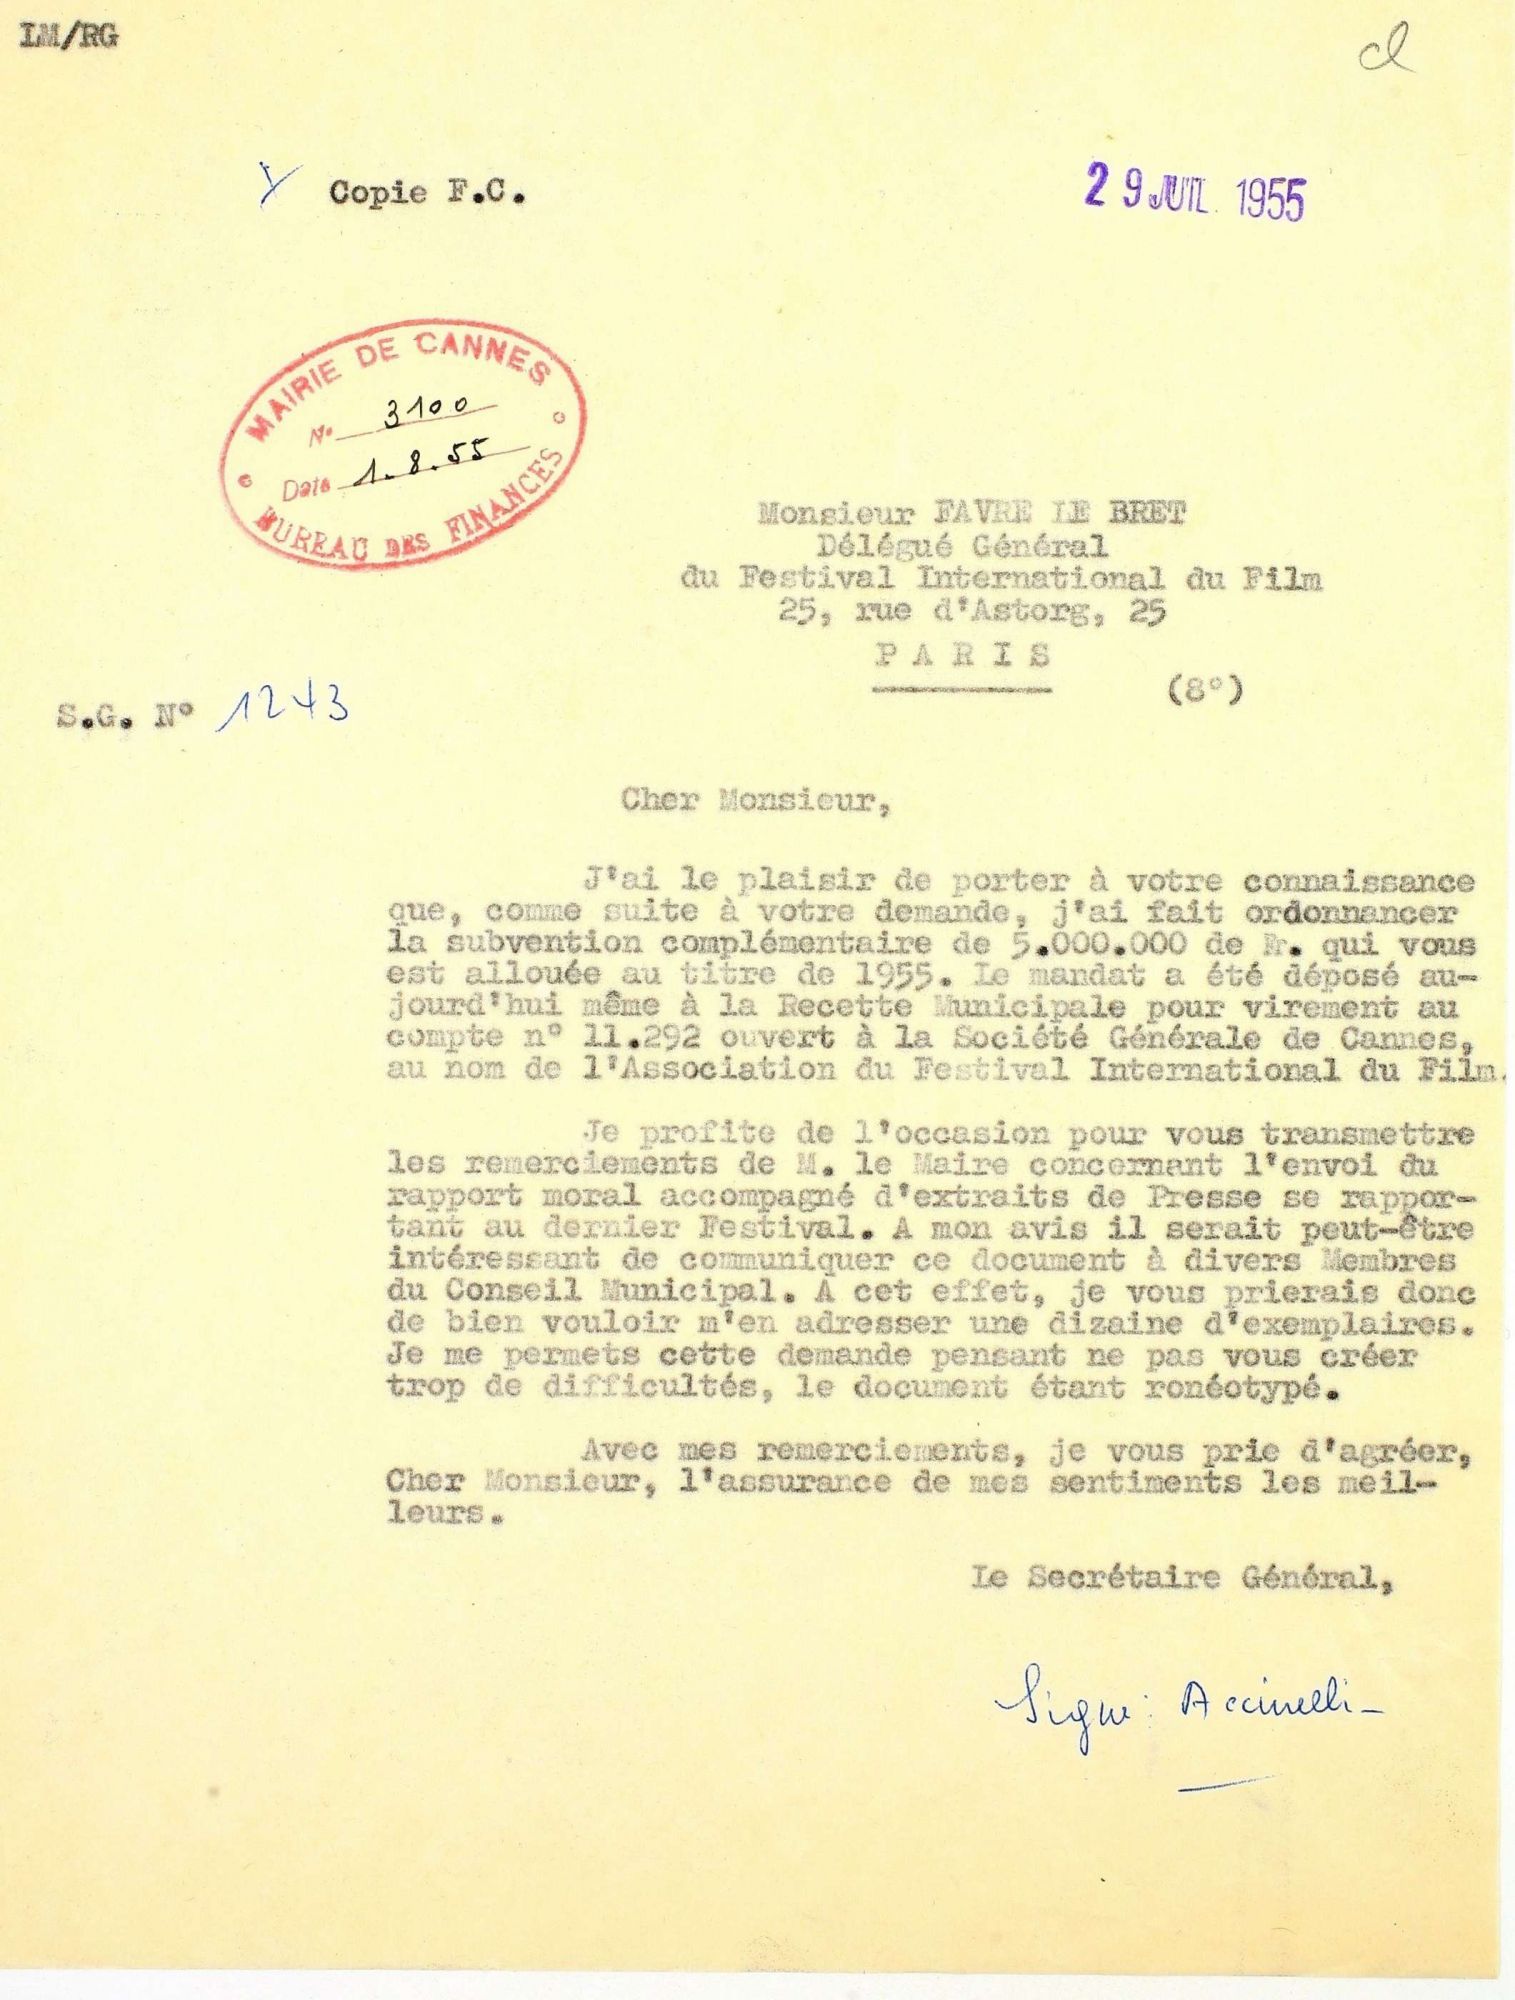 LM/RG
cl
Copie F.C.
29 JUIL 1955
MAIRIE DE CANNES
N° 3100
Date 1.8.55
BUREAU DES FINANCES
Monsieur FAVRE LE BRET
Délégué Général
du Festival International du Film
25, rue d'Astorg, 25
P A R I S
(8°)
S.G. N° 1243
Cher Monsieur,
J'ai le plaisir de porter à votre connaissance
que, comme suite à votre demande, j'ai fait ordonnancer
la subvention complémentaire de 5.000.000 de Fr. qui vous
est allouée au titre de 1955. Le mandat a été déposé au-
jourd'hui même à la Recette Municipale pour virement au
compte n° 11.292 ouvert à la Société Générale de Cannes,
au nom de l'Association du Festival International du Film.
Je profite de l'occasion pour vous transmettre
les remerciements de M. le Maire concernant l'envoi du
rapport moral accompagné d'extraits de Presse se rappor-
tant au dernier Festival. A mon avis il serait peut-être
intéressant de communiquer ce document à divers Membres
du Conseil Municipal. A cet effet, je vous prierais donc
de bien vouloir m'en adresser une dizaine d'exemplaires.
Je me permets cette demande pensant ne pas vous créer
trop de difficultés, le document étant ronéotypé.
Avec mes remerciements, je vous prie d'agréer,
Cher Monsieur, l'assurance de mes sentiments les meil-
leurs.
Le Secrétaire Général,
Signé : Accinelli -